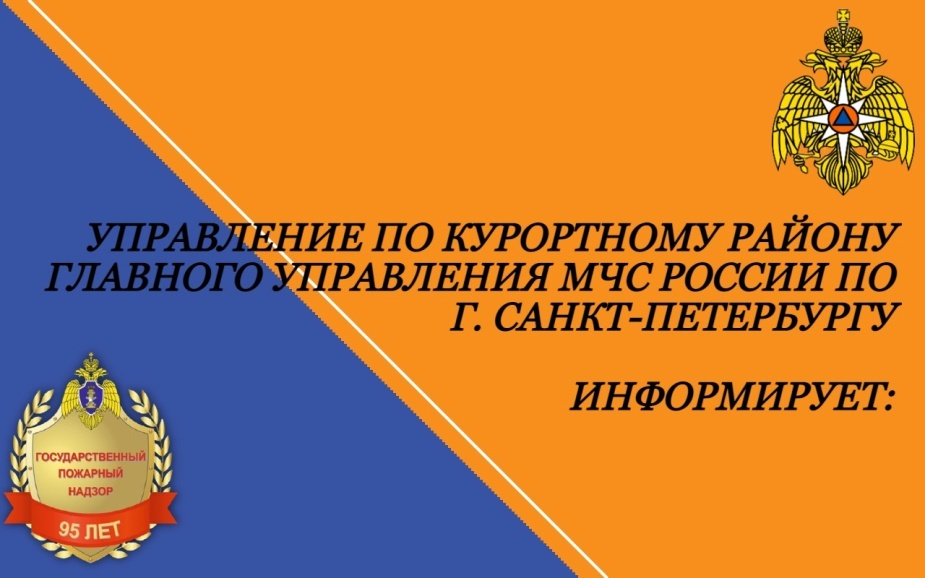 УПРАВЛЕНИЕ ПО КУРОРТНОМУ РАЙОНУ
ГЛАВНОГО УПРАВЛЕНИЯ МЧС РОССИИ ПО
Г. САНКТ-ПЕТЕРБУРГУ
ИНФОРМИРУЕТ:
ГОСУДАРСТВЕННЫЙ
ПОЖАРНЫЙ
НАДЗОР
95 ЛЕТ